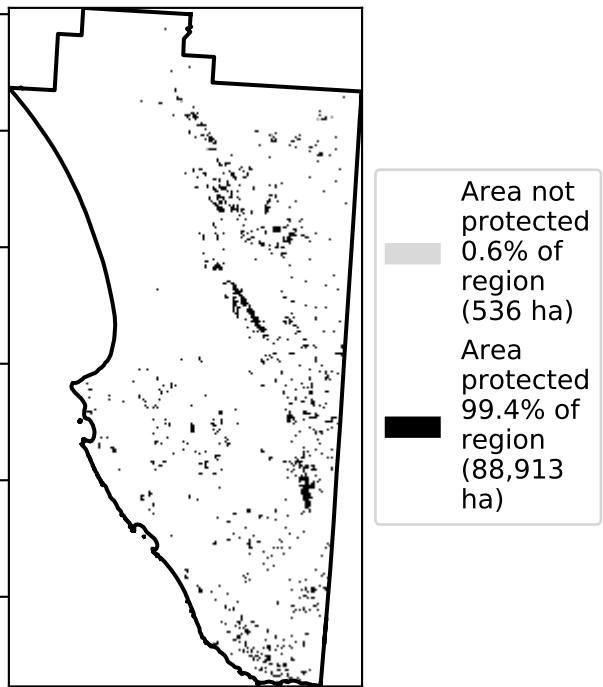 Area not
protected
0.6% of
region
(536 ha)
Area
protected
99.4% of
region
(88,913
ha)